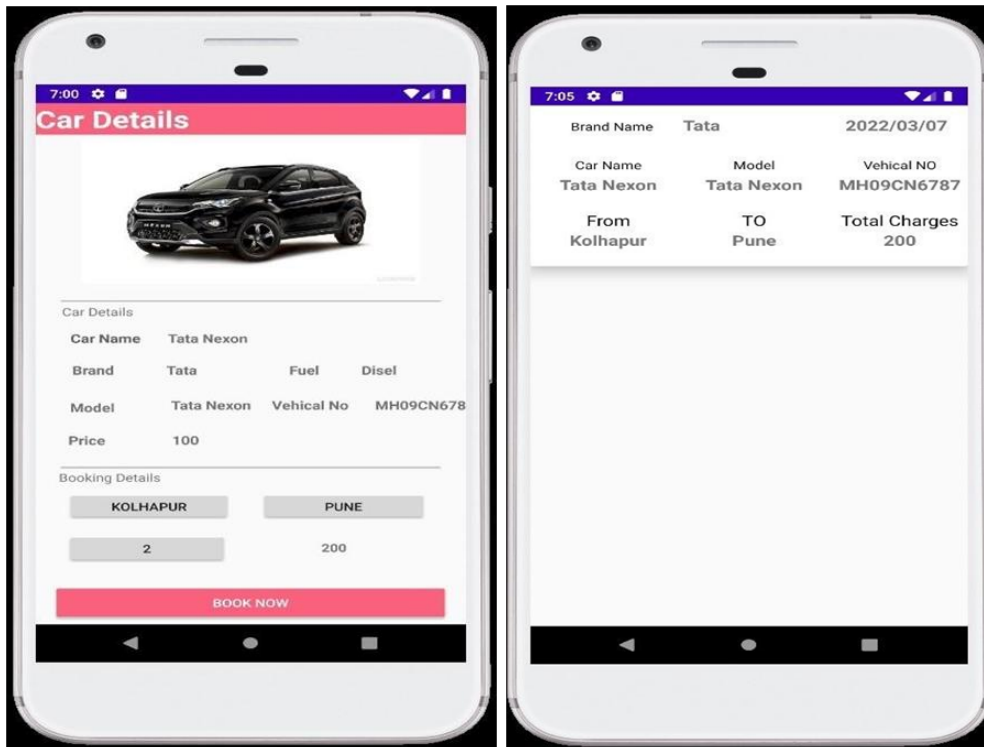 7:00
Car Details
NEXON
Car Details
Car Name Tata Nexon
Brand Tata Fuel Disel
Model Tata Nexon Vehical No MH09CN678
Price 100
Booking Details
KOLHAPUR PUNE
2 200
BOOK NOW
7:05
Brand Name Tata 2022/03/07
Car Name Model Vehical NO
Tata Nexon Tata Nexon MH09CN6787
From TO Total Charges
Kolhapur Pune 200